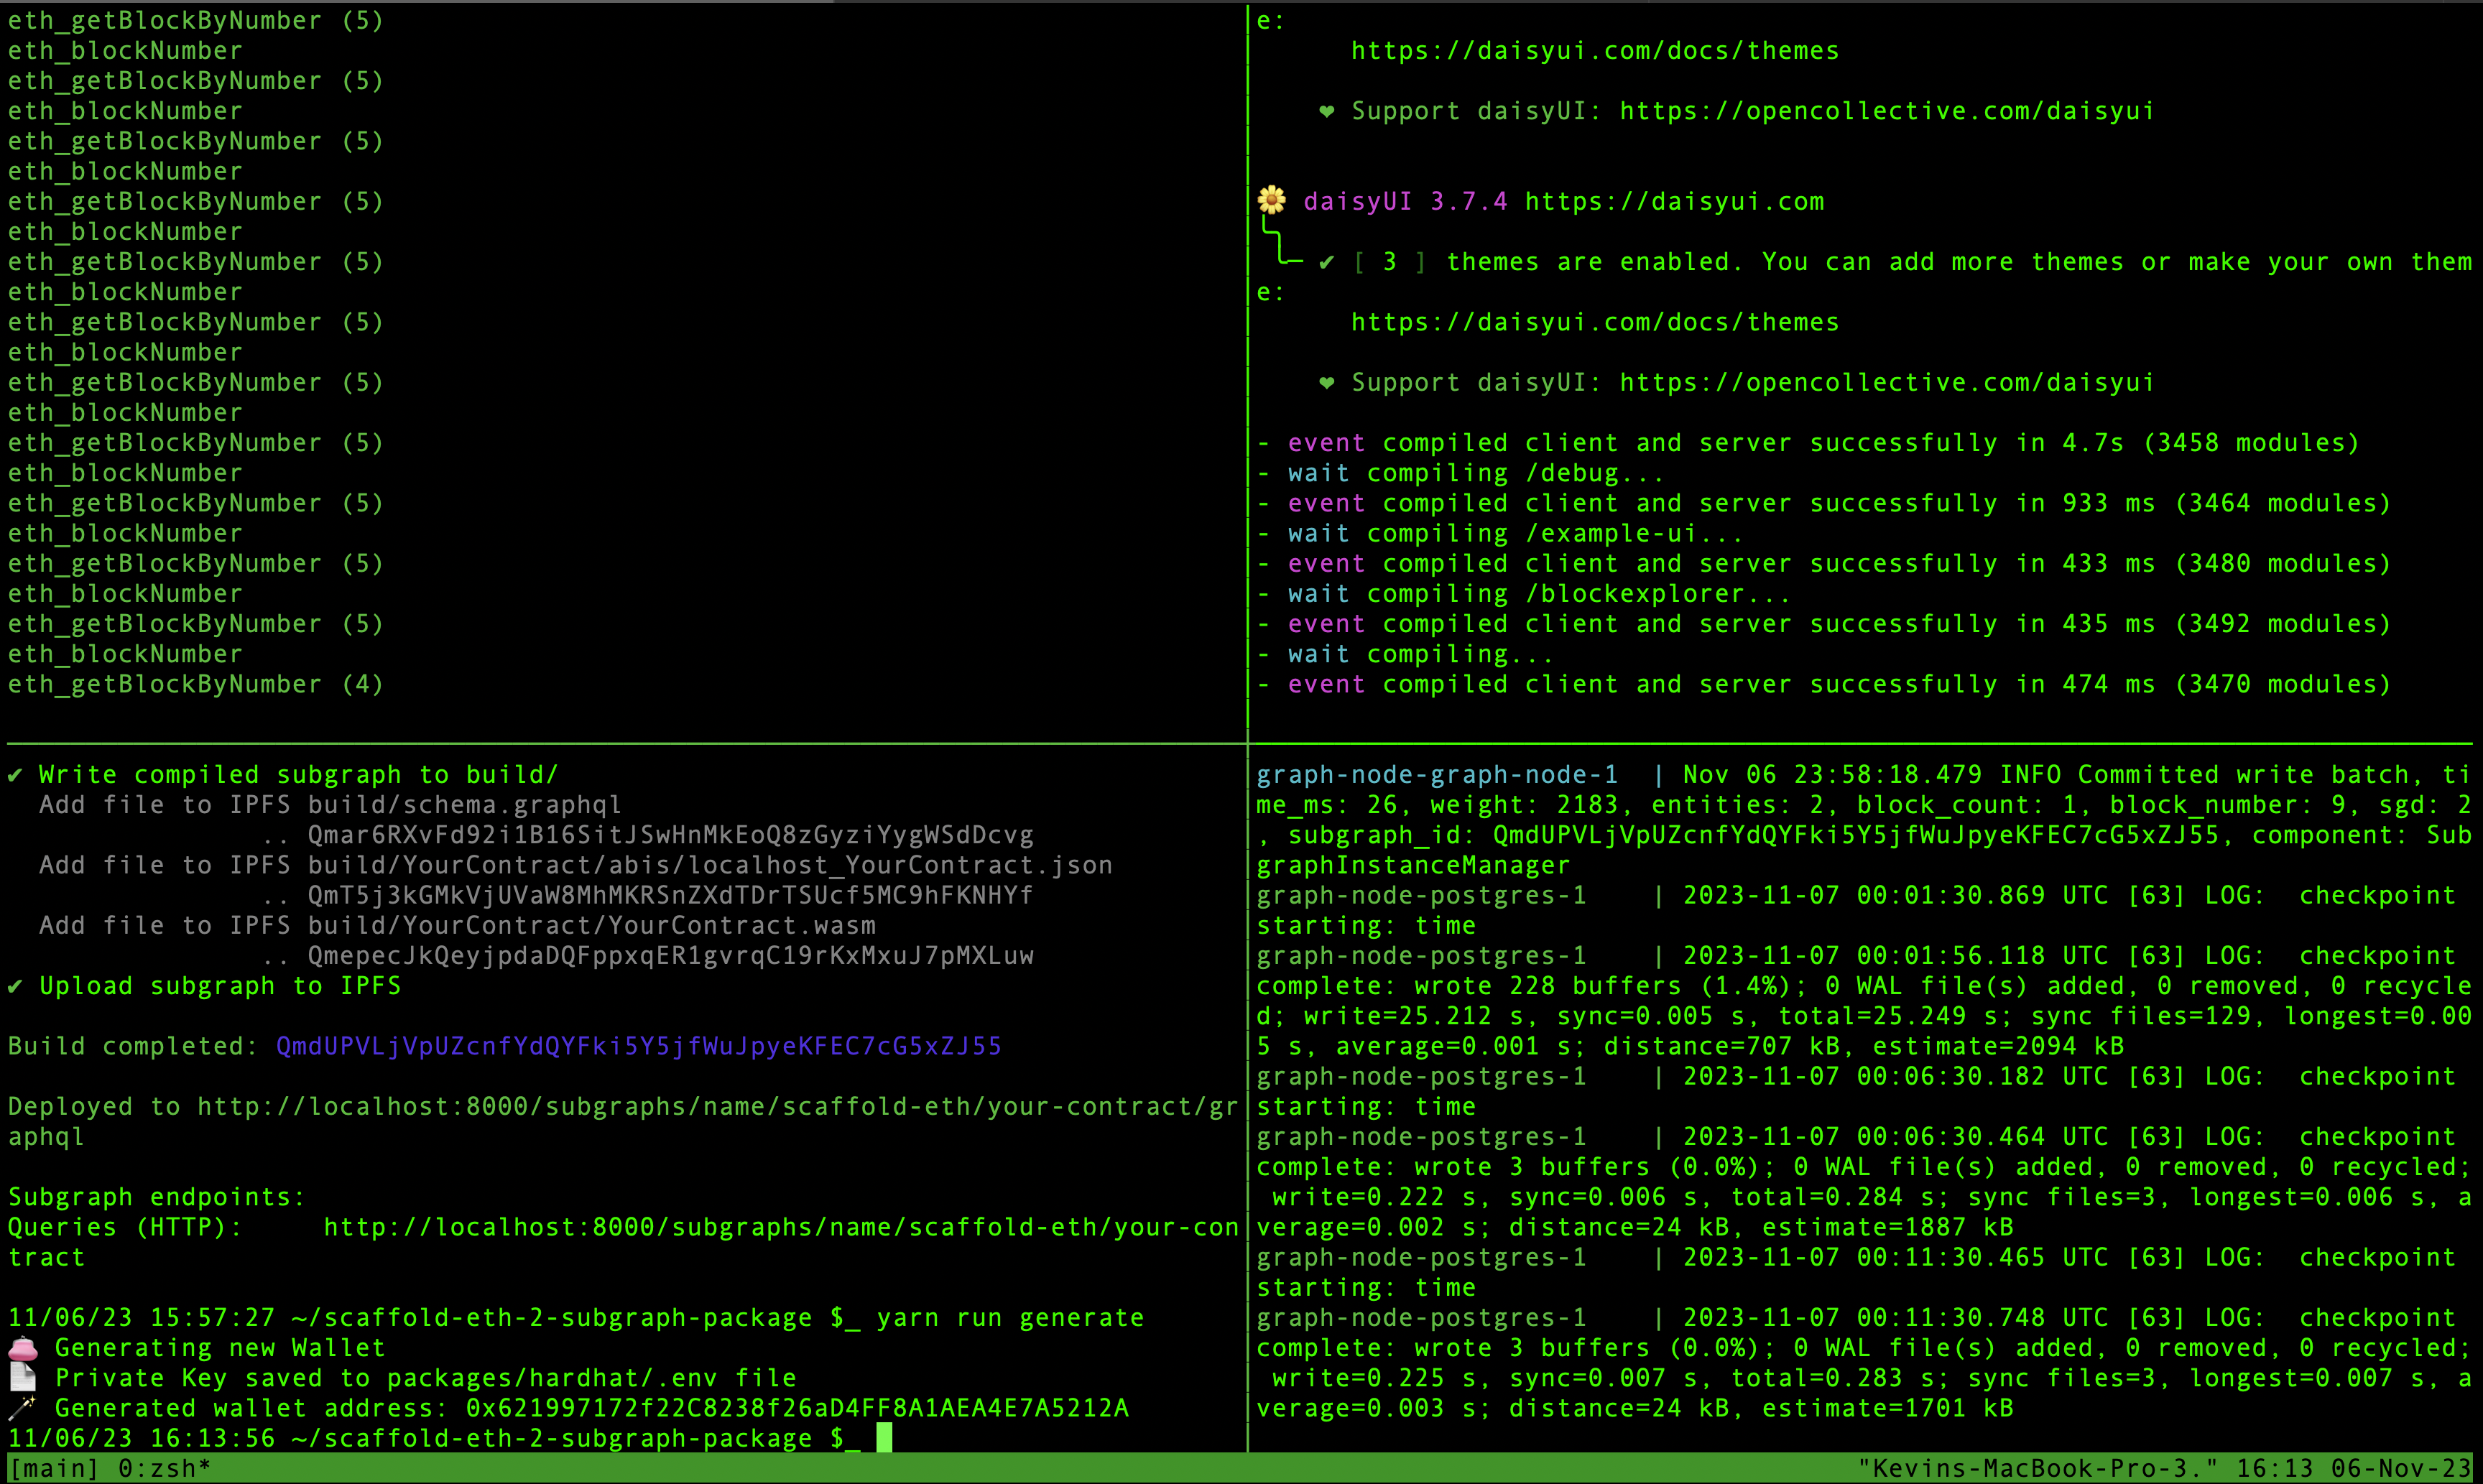 eth_getBlockByNumber (5)
eth_blockNumber
eth_getBlockByNumber (5)
eth_blockNumber
eth_getBlockByNumber (5)
eth_blockNumber
eth_getBlockByNumber (5)
eth_blockNumber
eth_getBlockByNumber (5)
eth_blockNumber
eth_getBlockByNumber (5)
eth_blockNumber
eth_getBlockByNumber (5)
eth_blockNumber
eth_getBlockByNumber (5)
eth_blockNumber
eth_getBlockByNumber (5)
eth_blockNumber
eth_getBlockByNumber (5)
eth_blockNumber
eth_getBlockByNumber (5)
eth_blockNumber
eth_getBlockByNumber (4)
e:
https://daisyui.com/docs/themes
❤︎ Support daisyUI: https://opencollective.com/daisyui
🌼 daisyUI 3.7.4 https://daisyui.com
✔︎ [ 3 ] themes are enabled. You can add more themes or make your own them
e:
https://daisyui.com/docs/themes
❤︎ Support daisyUI: https://opencollective.com/daisyui
- event compiled client and server successfully in 4.7s (3458 modules)
- wait compiling /debug...
- event compiled client and server successfully in 933 ms (3464 modules)
- wait compiling /example-ui...
- event compiled client and server successfully in 433 ms (3480 modules)
- wait compiling /blockexplorer...
- event compiled client and server successfully in 435 ms (3492 modules)
- wait compiling...
- event compiled client and server successfully in 474 ms (3470 modules)
✔ Write compiled subgraph to build/
Add file to IPFS build/schema.graphql
.. Qmar6RXvFd92i1B16SitJSwHnMkEoQ8zGyziYygWSdDcvg
Add file to IPFS build/YourContract/abis/localhost_YourContract.json
.. QmT5j3kGMkVjUVaW8MhMKRSnZXdTDrTSUcf5MC9hFKNHYf
Add file to IPFS build/YourContract/YourContract.wasm
.. QmepecJkQeyjpdaDQFppxqER1gvrqC19rKxMxuJ7pMXLuw
✔ Upload subgraph to IPFS
Build completed: QmdUPVLjVpUZcnfYdQYFki5Y5jfWuJpyeKFEC7cG5xZJ55
Deployed to http://localhost:8000/subgraphs/name/scaffold-eth/your-contract/gr
aphql
Subgraph endpoints:
Queries (HTTP):     http://localhost:8000/subgraphs/name/scaffold-eth/your-con
tract
11/06/23 15:57:27 ~/scaffold-eth-2-subgraph-package $_ yarn run generate
👛 Generating new Wallet
📄 Private Key saved to packages/hardhat/.env file
🪄 Generated wallet address: 0x621997172f22C8238f26aD4FF8A1AEA4E7A5212A
11/06/23 16:13:56 ~/scaffold-eth-2-subgraph-package $_
graph-node-graph-node-1  | Nov 06 23:58:18.479 INFO Committed write batch, ti
me_ms: 26, weight: 2183, entities: 2, block_count: 1, block_number: 9, sgd: 2
, subgraph_id: QmdUPVLjVpUZcnfYdQYFki5Y5jfWuJpyeKFEC7cG5xZJ55, component: Sub
graphInstanceManager
graph-node-postgres-1    | 2023-11-07 00:01:30.869 UTC [63] LOG:  checkpoint
starting: time
graph-node-postgres-1    | 2023-11-07 00:01:56.118 UTC [63] LOG:  checkpoint
complete: wrote 228 buffers (1.4%); 0 WAL file(s) added, 0 removed, 0 recycle
d; write=25.212 s, sync=0.005 s, total=25.249 s; sync files=129, longest=0.00
5 s, average=0.001 s; distance=707 kB, estimate=2094 kB
graph-node-postgres-1    | 2023-11-07 00:06:30.182 UTC [63] LOG:  checkpoint
starting: time
graph-node-postgres-1    | 2023-11-07 00:06:30.464 UTC [63] LOG:  checkpoint
complete: wrote 3 buffers (0.0%); 0 WAL file(s) added, 0 removed, 0 recycled;
write=0.222 s, sync=0.006 s, total=0.284 s; sync files=3, longest=0.006 s, a
verage=0.002 s; distance=24 kB, estimate=1887 kB
graph-node-postgres-1    | 2023-11-07 00:11:30.465 UTC [63] LOG:  checkpoint
starting: time
graph-node-postgres-1    | 2023-11-07 00:11:30.748 UTC [63] LOG:  checkpoint
complete: wrote 3 buffers (0.0%); 0 WAL file(s) added, 0 removed, 0 recycled;
write=0.225 s, sync=0.007 s, total=0.283 s; sync files=3, longest=0.007 s, a
verage=0.003 s; distance=24 kB, estimate=1701 kB
[main] 0:zsh*
"Kevins-MacBook-Pro-3." 16:13 06-Nov-23